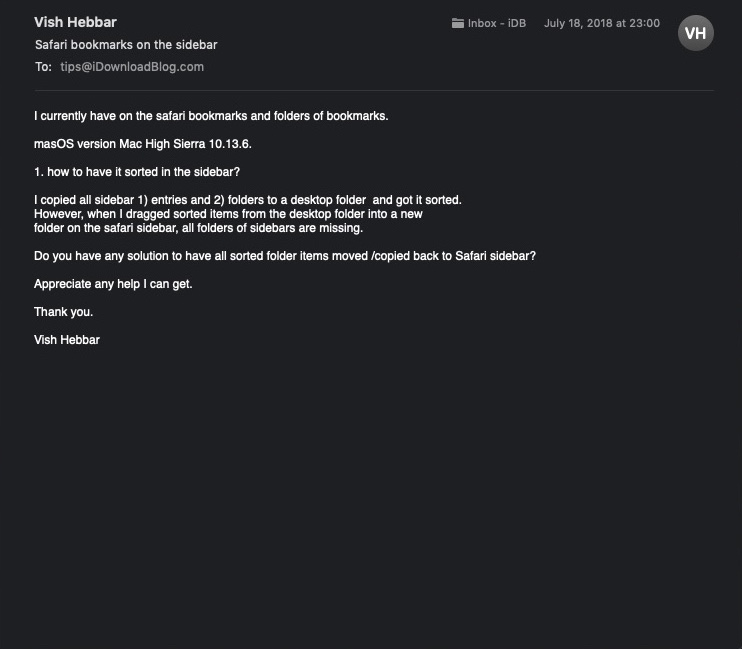 Vish Hebbar
Inbox - iDB July 18, 2018 at 23:00
VH
Safari bookmarks on the sidebar
To: tips@iDownloadBlog.com
I currently have on the safari bookmarks and folders of bookmarks.
masOS version Mac High Sierra 10.13.6.
1. how to have it sorted in the sidebar?
I copied all sidebar 1) entries and 2) folders to a desktop folder  and got it sorted.
However, when I dragged sorted items from the desktop folder into a new
folder on the safari sidebar, all folders of sidebars are missing.
Do you have any solution to have all sorted folder items moved /copied back to Safari sidebar?
Appreciate any help I can get.
Thank you.
Vish Hebbar